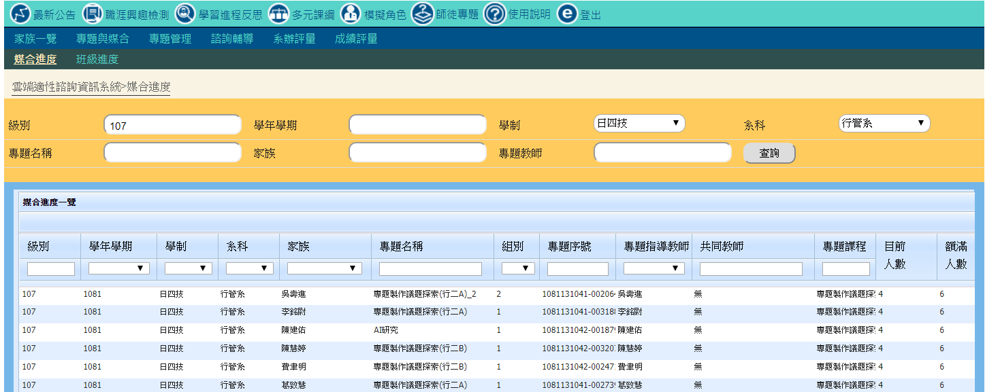 最新公告 職涯興趣檢測 學習進程反思 多元課綱 模擬角色 師徒專題 使用說明 登出
家族一覽 專題與媒合 專題管理 諮詢輔導 系辦評量 成績評量
媒合進度 班級進度
雲端適性諮詢資訊系統>媒合進度
級別 107 學年學期 學制 日四技 系科 行管系
專題名稱 家族 專題教師 查詢
媒合進度一覽
級別 學年學期 學制 系科 家族 專題名稱 組別 專題序號 專題指導教師 共同教師 專題課程 目前人數 額滿人數
107 1081 日四技 行管系 吳壽進 專題製作議題探索(行二A)_2 2 1081131041-00206 吳壽進 無 專題製作議題探 4 6
107 1081 日四技 行管系 李銘尉 專題製作議題探索(行二A) 1 1081131041-00318 李銘尉 無 專題製作議題探 4 6
107 1081 日四技 行管系 陳建佑 AI研究 1 1081131042-00187 陳建佑 無 專題製作議題探 4 6
107 1081 日四技 行管系 陳慧婷 專題製作議題探索(行二B) 1 1081131042-00320 陳慧婷 無 專題製作議題探 4 6
107 1081 日四技 行管系 費聿明 專題製作議題探索(行二B) 1 1081131042-00247 費聿明 無 專題製作議題探 4 6
107 1081 日四技 行管系 葛致慧 專題製作議題探索(行二A) 1 1081131041-00273 葛致慧 無 專題製作議題探 4 6